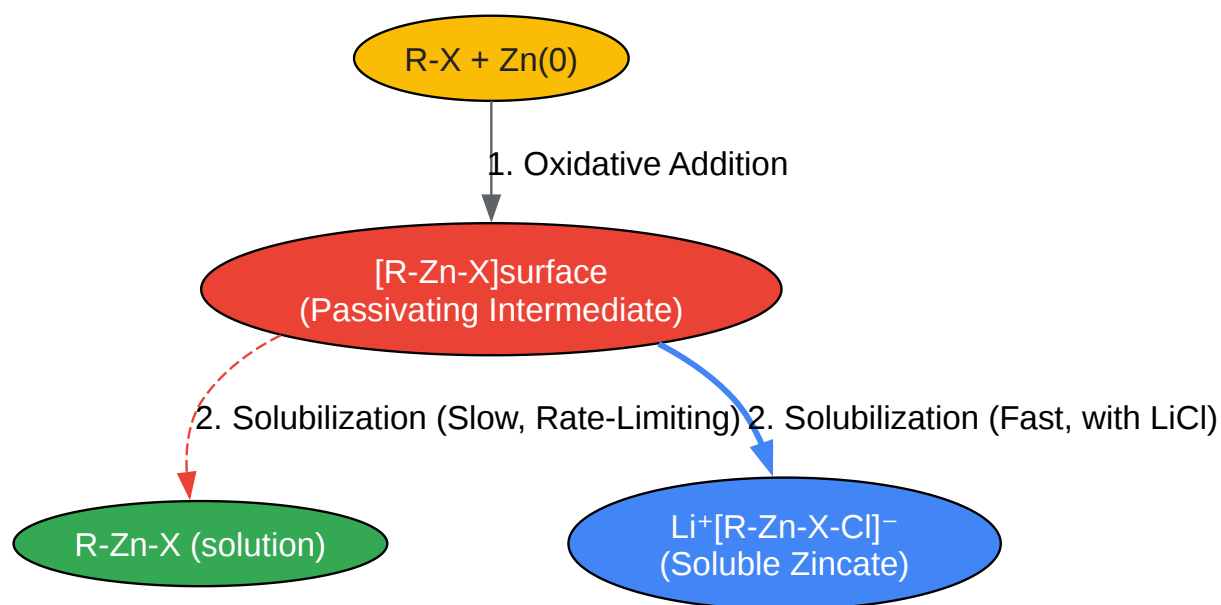 R-X + Zn(0)
1. Oxidative Addition
[R-Zn-X]surface
(Passivating Intermediate)
2. Solubilization (Slow, Rate-Limiting)
2. Solubilization (Fast, with LiCl)
R-Zn-X (solution)
Li⁺[R-Zn-X-Cl]⁻
(Soluble Zincate)